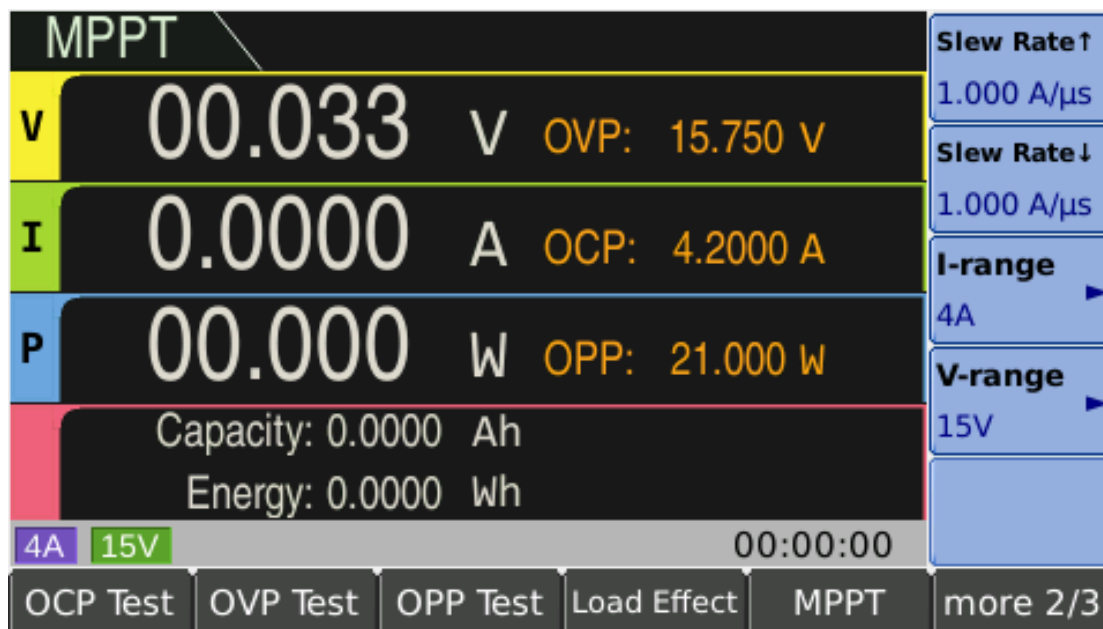 MPPT
V 00.033 V OVP: 15.750 V
I 0.0000 A OCP: 4.2000 A
P 00.000 W OPP: 21.000 W
Capacity: 0.0000 Ah
Energy: 0.0000 Wh
4A 15V 00:00:00
Slew Rate↑
1.000 A/µs
Slew Rate↓
1.000 A/µs
I-range
4A
V-range
15V
OCP Test OVP Test OPP Test Load Effect MPPT more 2/3